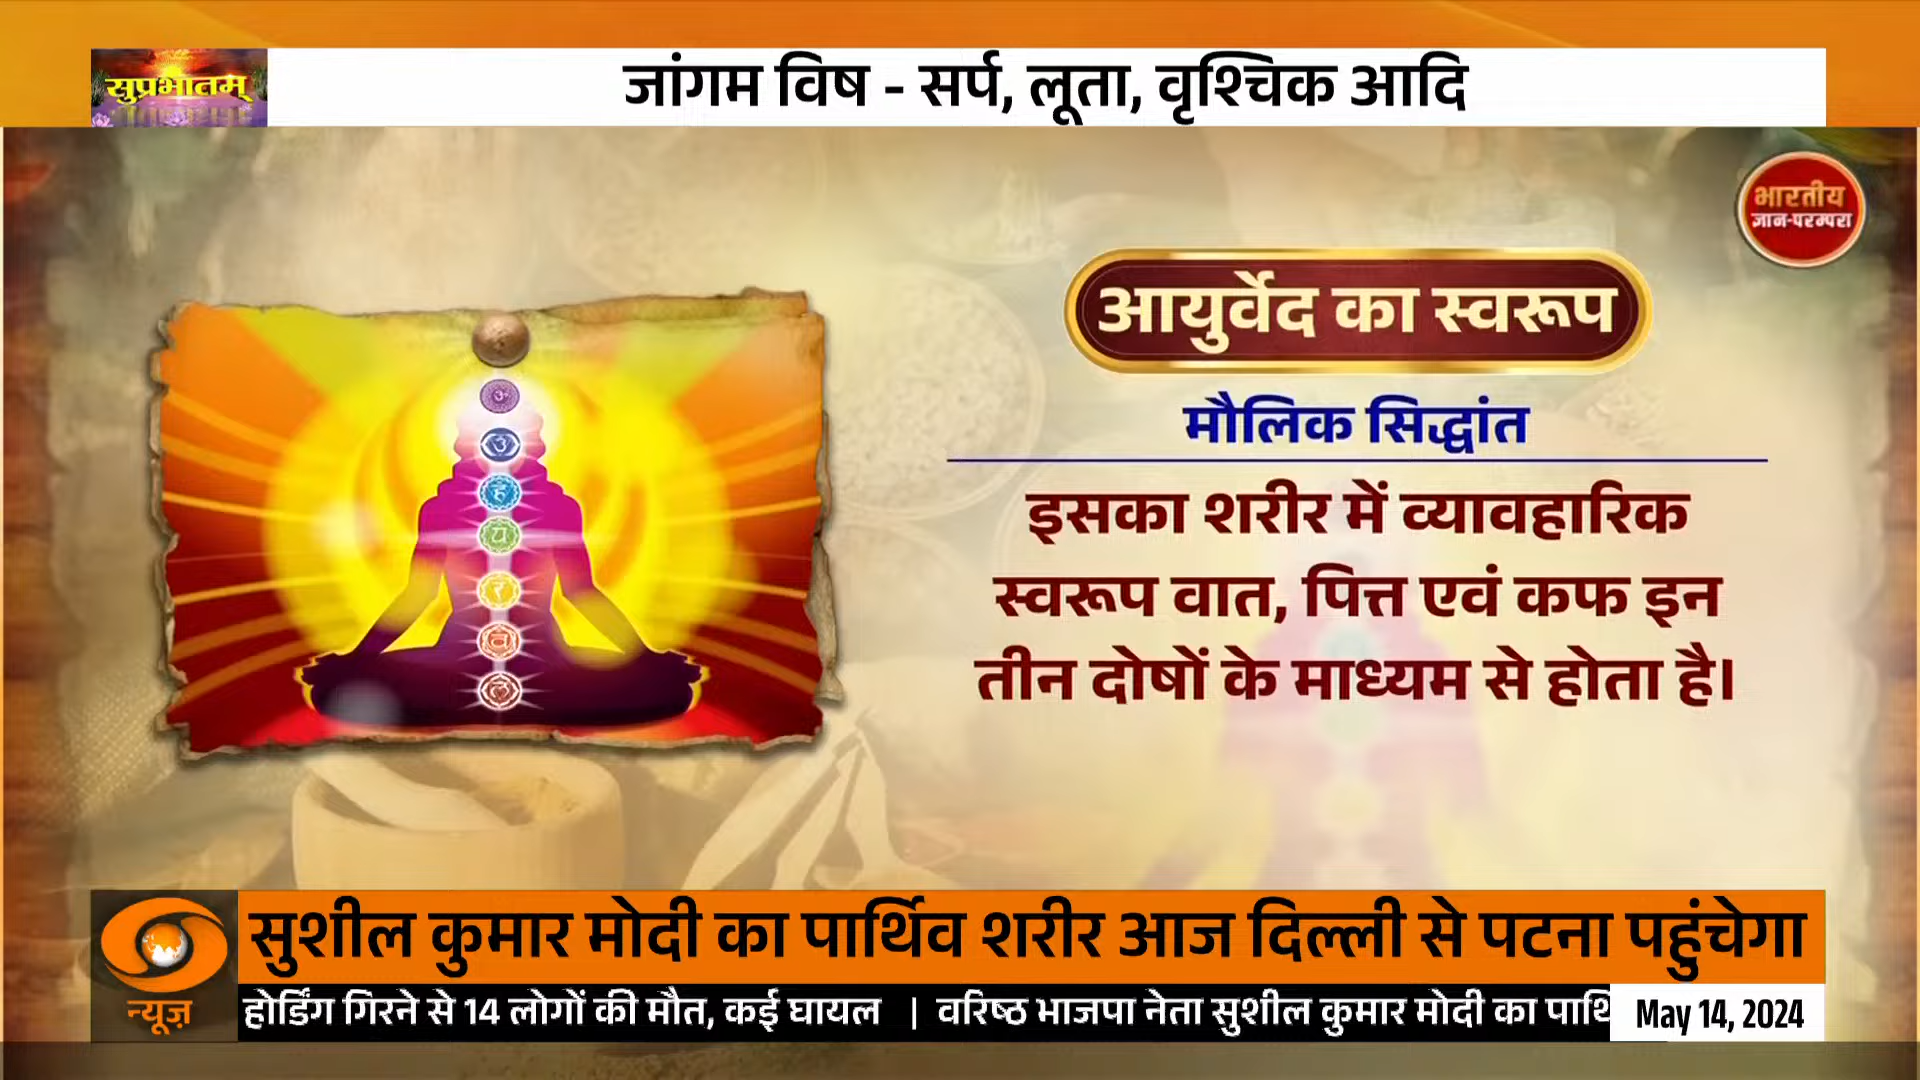 सुप्रभातम्
जांगम विष - सर्प, लूता, वृश्चिक आदि
भारतीय
ज्ञान-परम्परा
आयुर्वेद का स्वरूप
मौलिक सिद्धांत
इसका शरीर में व्यावहारिक
स्वरूप वात, पित्त एवं कफ इन
तीन दोषों के माध्यम से होता है।
सुशील कुमार मोदी का पार्थिव शरीर आज दिल्ली से पटना पहुंचेगा
न्यूज़
होर्डिंग गिरने से 14 लोगों की मौत, कई घायल | वरिष्ठ भाजपा नेता सुशील कुमार मोदी का पार्थि
May 14, 2024